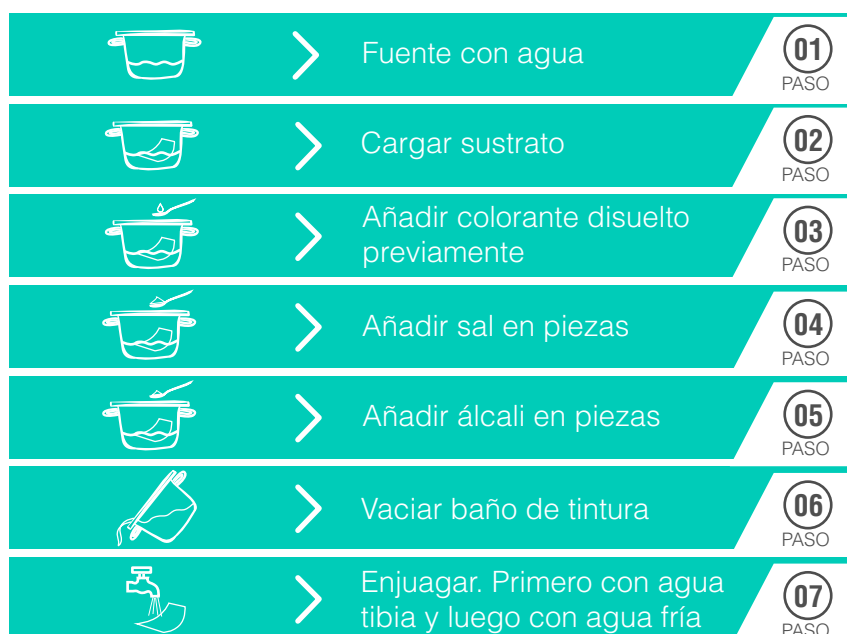 Fuente con agua
01
PASO
Cargar sustrato
02
PASO
Añadir colorante disuelto
previamente
03
PASO
Añadir sal en piezas
04
PASO
Añadir álcali en piezas
05
PASO
Vaciar baño de tintura
06
PASO
Enjuagar. Primero con agua
tibia y luego con agua fría
07
PASO